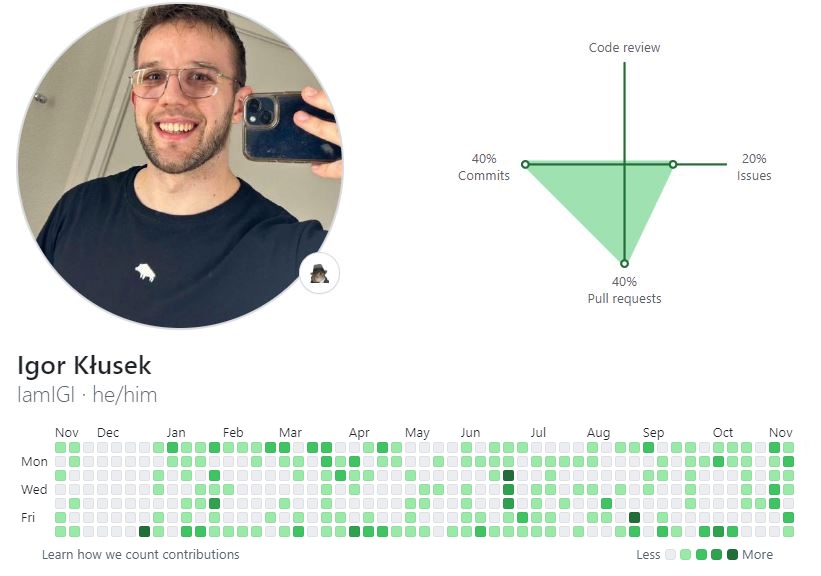 Code review
40%
Commits
20%
Issues
40%
Pull requests
Igor Kłusek
IamIGI · he/him
Nov Dec Jan Feb Mar Apr May Jun Jul Aug Sep Oct Nov
Mon
Wed
Fri
Learn how we count contributions
Less More